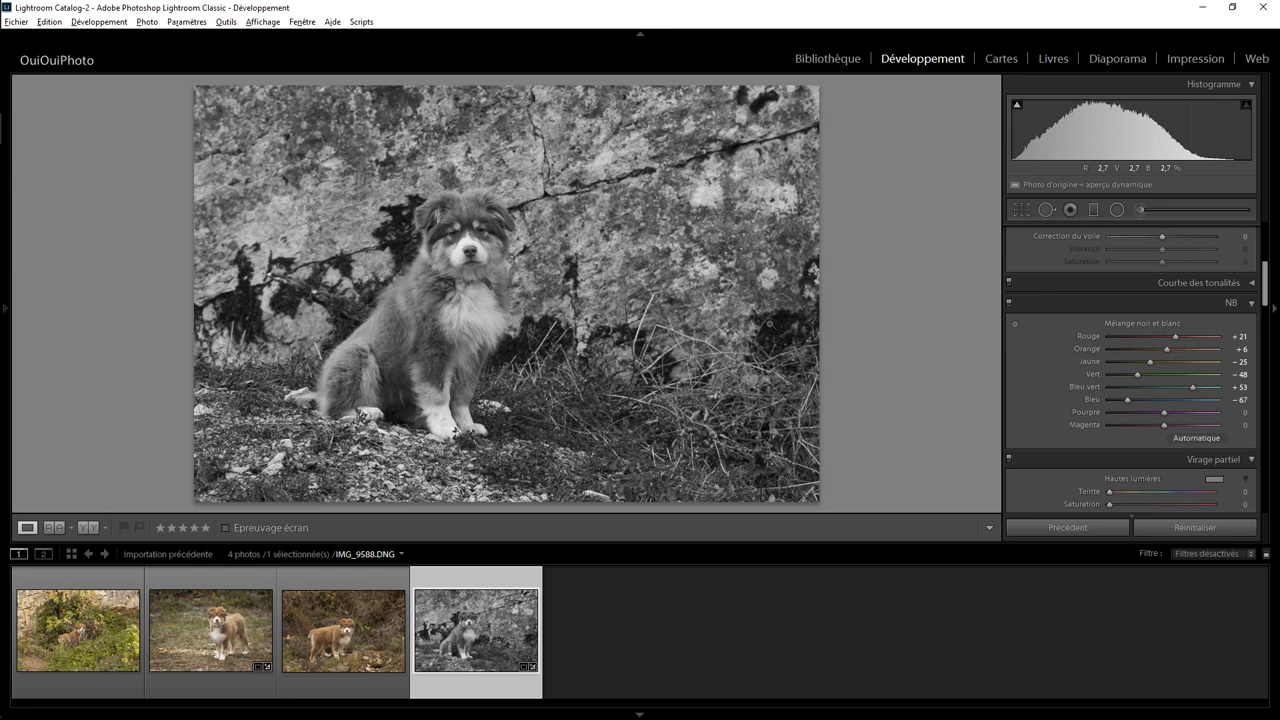 Lightroom Catalog-2 - Adobe Photoshop Lightroom Classic - Développement
Fichier Edition Développement Photo Paramètres Outils Affichage Fenêtre Aide Scripts
OuiOuiPhoto
Bibliothèque Développement Cartes Livres Diaporama Impression Web
Histogramme
R 2,7 V 2,7 B 2,7 %
Photo d'origine + aperçu dynamique
Correction du voile 0
Vibrance 0
Saturation 0
Courbe des tonalités
NB
Mélange noir et blanc
Rouge + 21
Orange + 6
Jaune – 25
Vert – 48
Bleu vert + 53
Bleu – 67
Pourpre 0
Magenta 0
Automatique
Virage partiel
Hautes lumières
Teinte 0
Saturation 0
R A Y Y Epreuvage écran
Précédent Réinitialiser
1 2 Importation précédente 4 photos /1 sélectionnée(s) /IMG_9588.DNG
Filtre : Filtres désactivés